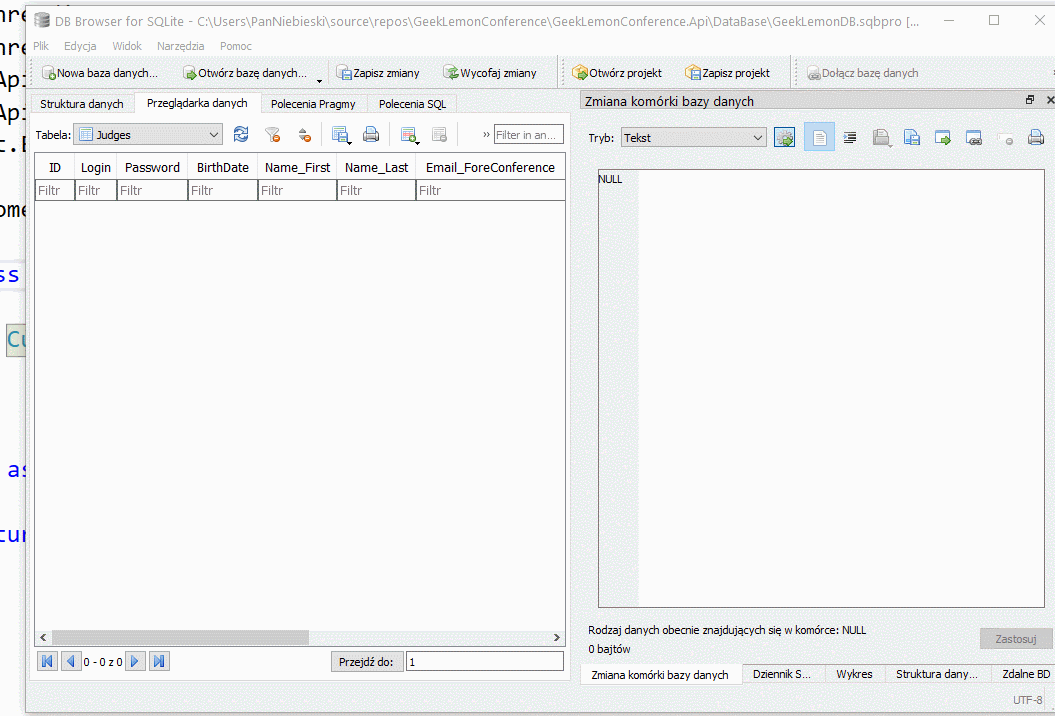 DB Browser for SQLite - C:\Users\PanNiebieski\source\repos\GeekLemonConference\GeekLemonConference.Api\DataBase\GeekLemonDB.sqbpro [...
Plik Edycja Widok Narzędzia Pomoc
Nowa baza danych... Otwórz bazę danych... Zapisz zmiany Wycofaj zmiany Otwórz projekt Zapisz projekt Dołącz bazę danych
Struktura danych Przeglądarka danych Polecenia Pragmy Polecenia SQL
Zmiana komórki bazy danych
Tabela: Judges » Filter in an...
Tryb: Tekst
ID Login Password BirthDate Name_First Name_Last Email_ForeConference
Filtr Filtr Filtr Filtr Filtr Filtr Filtr
NULL
Rodzaj danych obecnie znajdujących się w komórce: NULL
0 bajtów
Zastosuj
0 - 0 z 0 Przejdź do: 1
Zmiana komórki bazy danych Dziennik S... Wykres Struktura dany... Zdalne BD
UTF-8